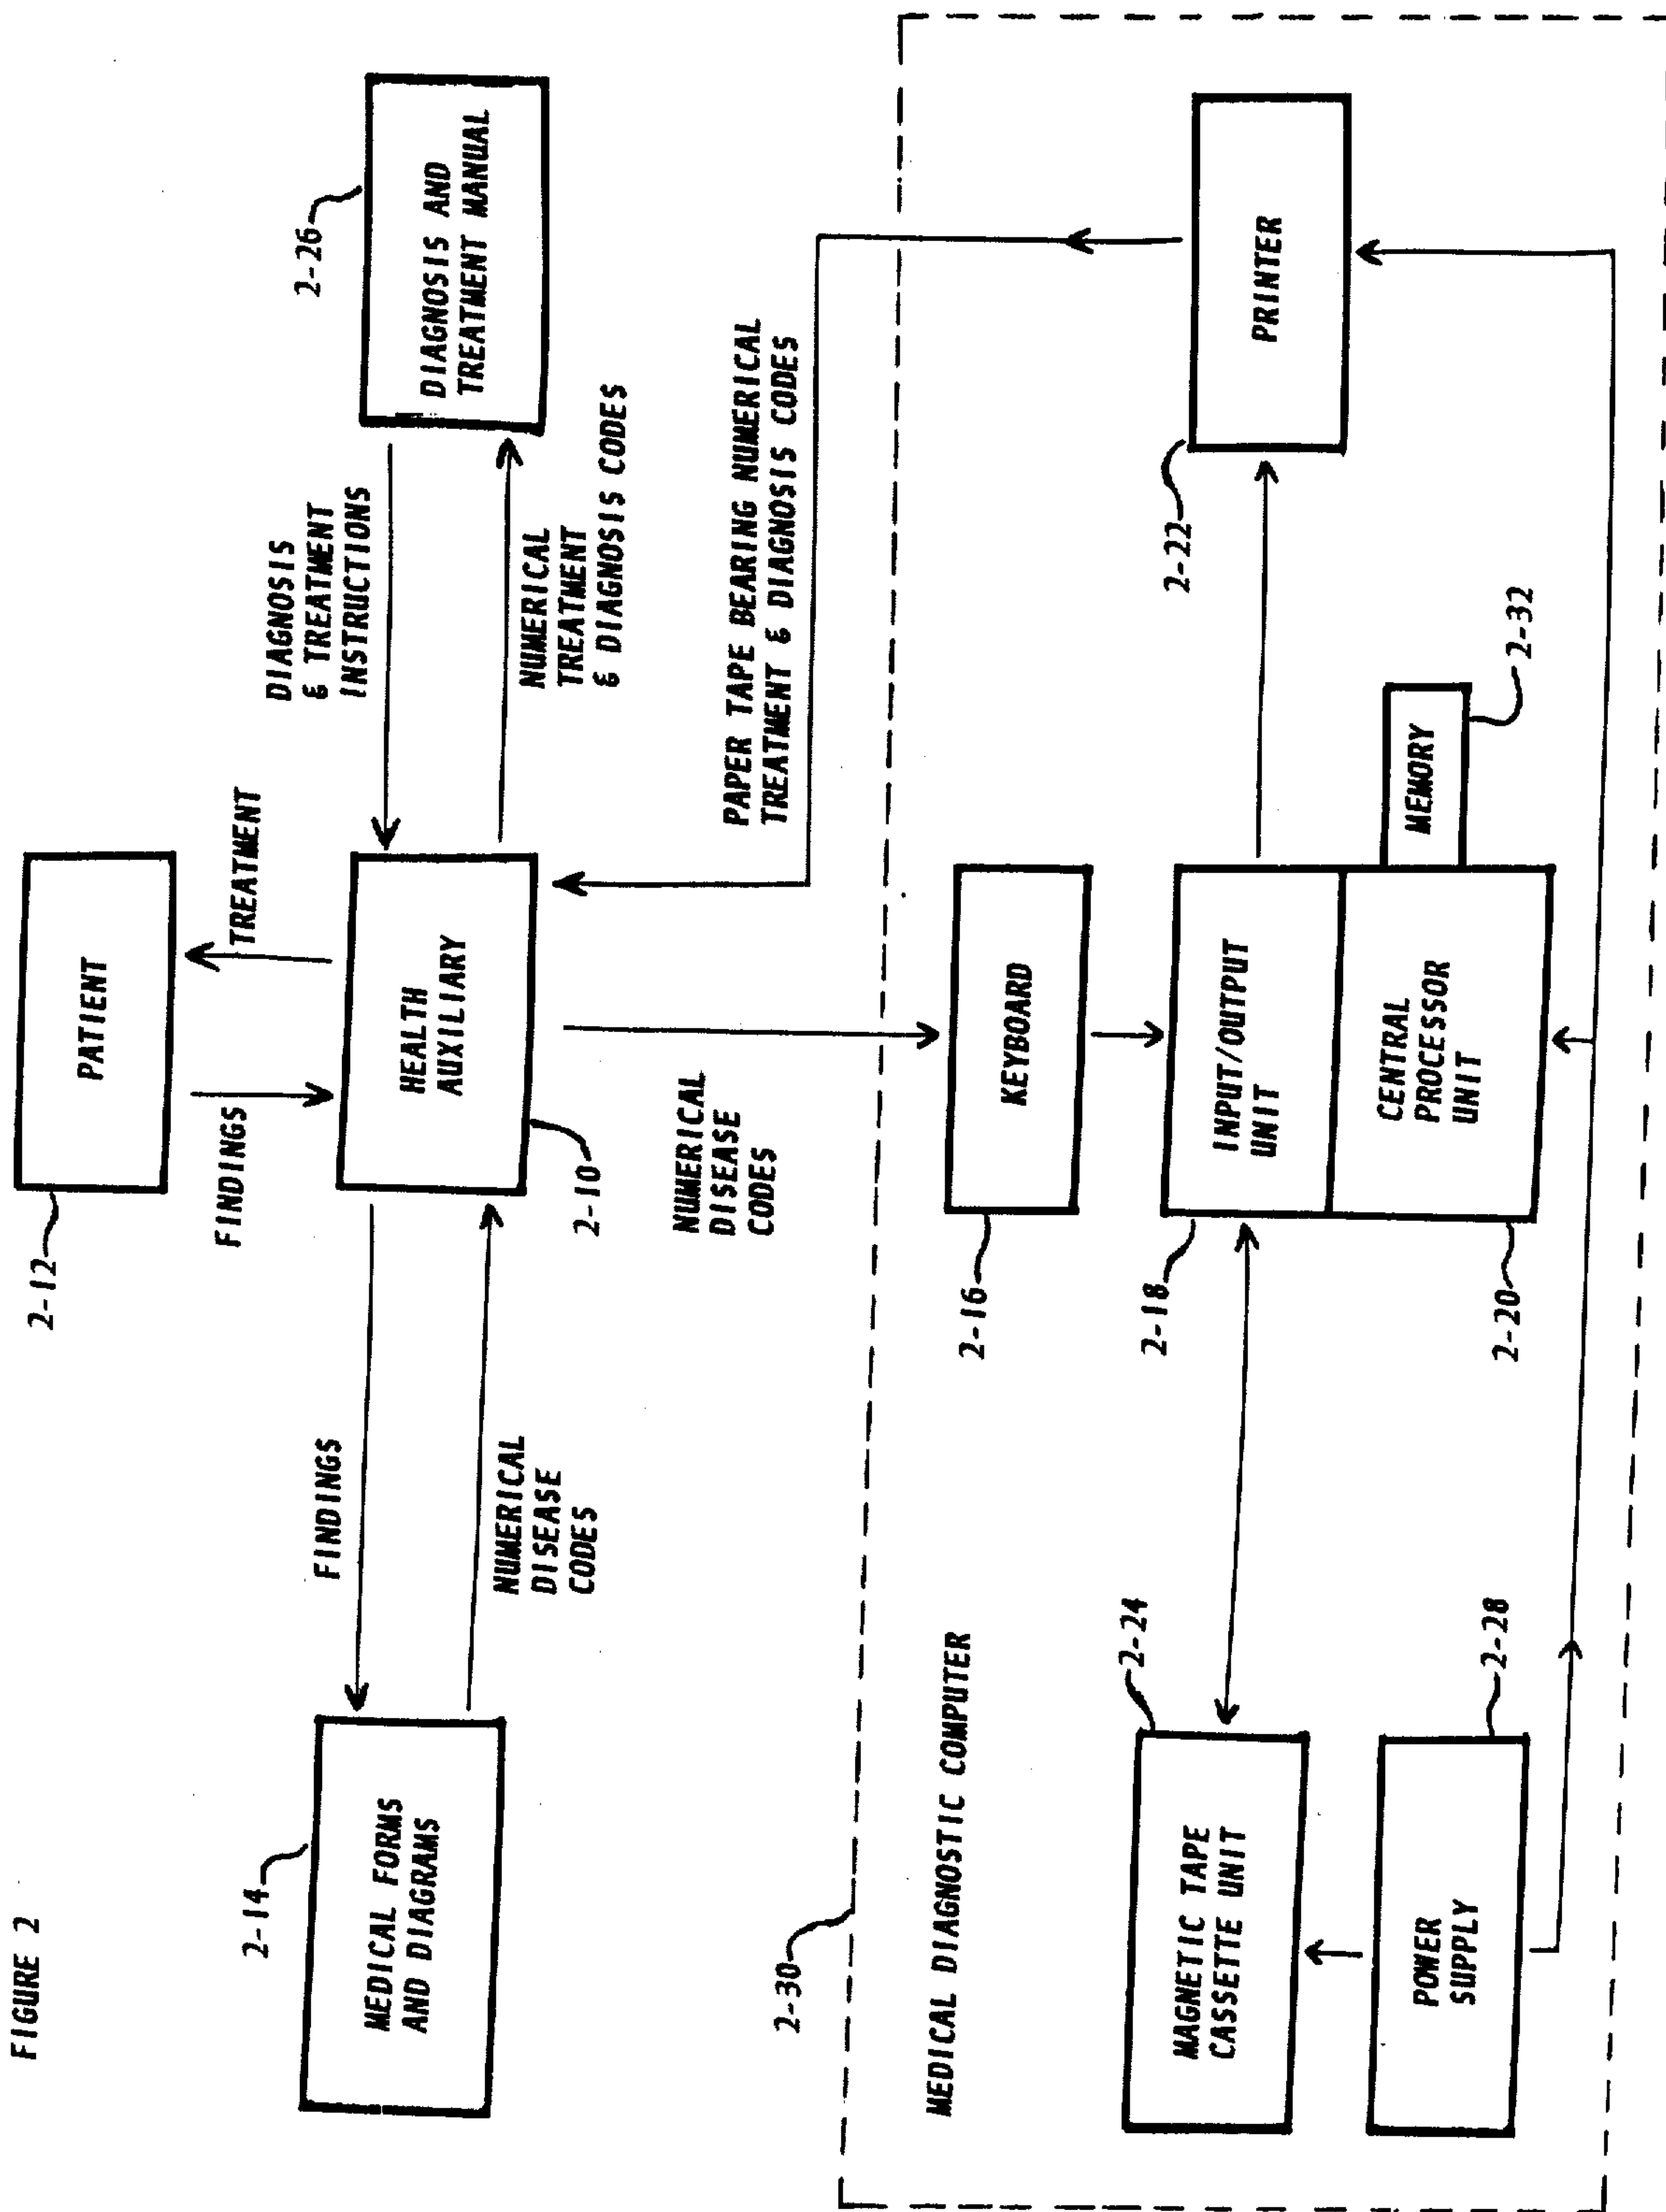 FIGURE 2
2-12
PATIENT
FINDINGS
TREATMENT
2-14
MEDICAL FORMS
AND DIAGRAMS
FINDINGS
NUMERICAL
DISEASE
CODES
HEALTH
AUXILIARY
2-10
DIAGNOSIS
& TREATMENT
INSTRUCTIONS
NUMERICAL
TREATMENT
& DIAGNOSIS CODES
2-26
DIAGNOSIS AND
TREATMENT MANUAL
NUMERICAL
DISEASE
CODES
PAPER TAPE BEARING NUMERICAL
TREATMENT & DIAGNOSIS CODES
2-30
MEDICAL DIAGNOSTIC COMPUTER
2-16
KEYBOARD
2-24
MAGNETIC TAPE
CASSETTE UNIT
2-18
INPUT/OUTPUT
UNIT
2-22
PRINTER
2-28
POWER
SUPPLY
2-20
CENTRAL
PROCESSOR
UNIT
MEMORY
2-32